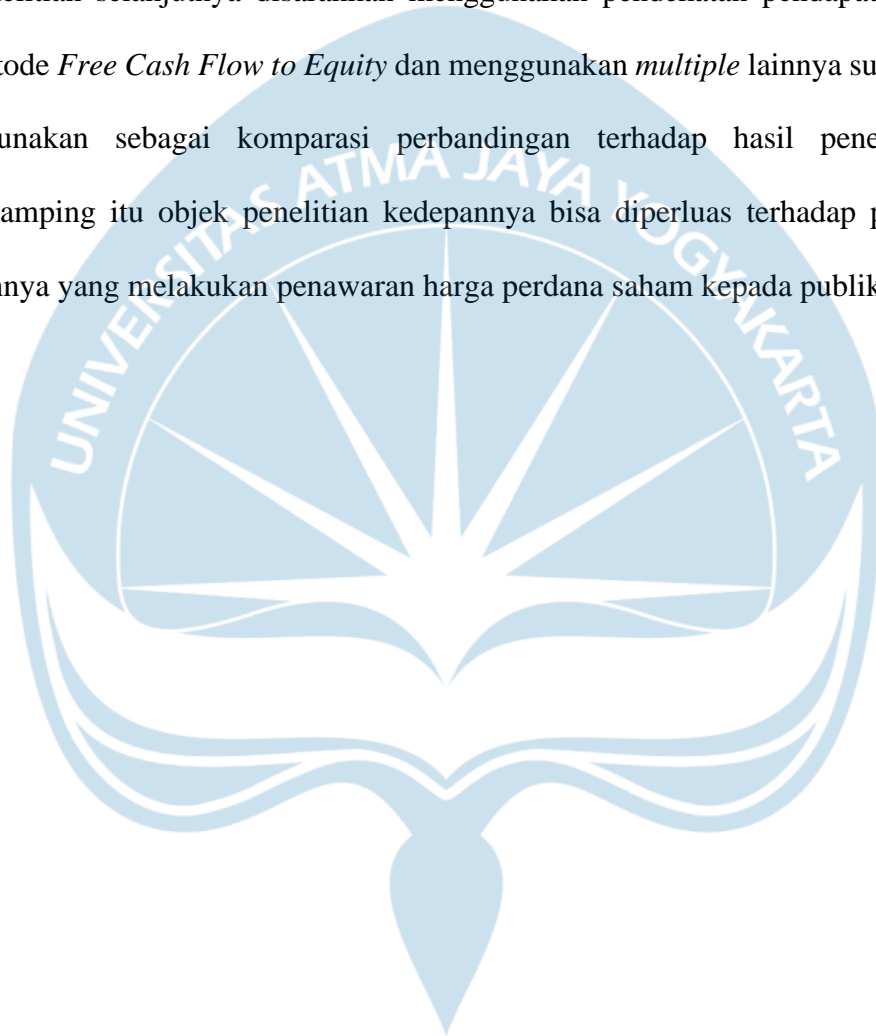 elitian selanjutnya disarankan menggunakan pendekatan pendapat
tode Free Cash Flow to Equity dan menggunakan multiple lainnya su
unakan sebagai komparasi perbandingan terhadap hasil pene
amping itu objek penelitian kedepannya bisa diperluas terhadap p
nnya yang melakukan penawaran harga perdana saham kepada publik
UNIVERSITAS ATMA JAYA YOGYAKARTA